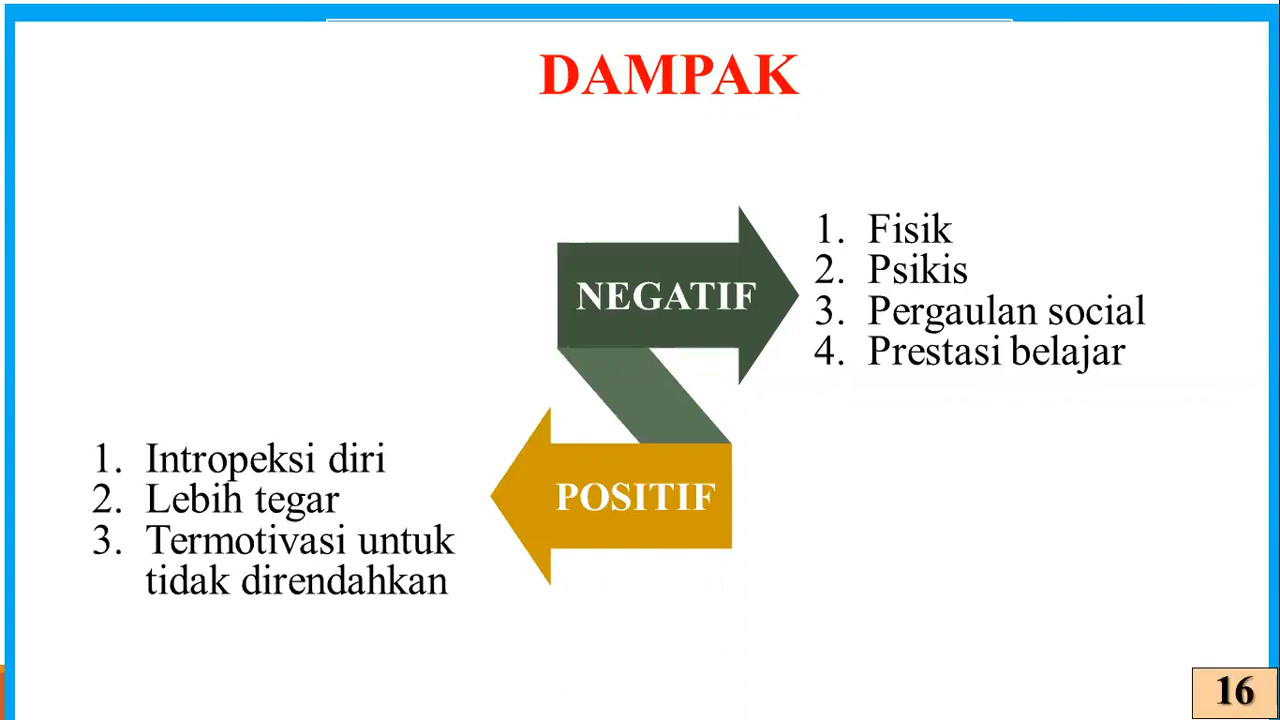 DAMPAK
NEGATIF
1. Fisik
2. Psikis
3. Pergaulan social
4. Prestasi belajar
POSITIF
1. Intropeksi diri
2. Lebih tegar
3. Termotivasi untuk
tidak direndahkan
16